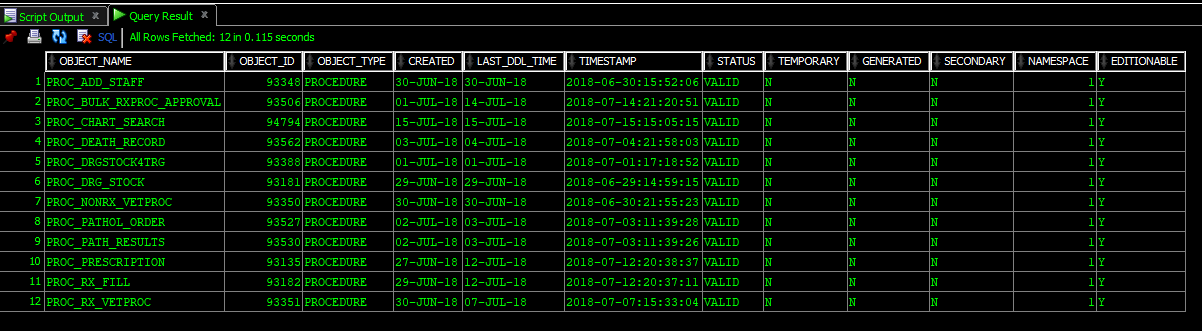 Script Output Query Result
SQL All Rows Fetched: 12 in 0.115 seconds
OBJECT_NAME OBJECT_ID OBJECT_TYPE CREATED LAST_DDL_TIME TIMESTAMP STATUS TEMPORARY GENERATED SECONDARY NAMESPACE EDITIONABLE
1 PROC_ADD_STAFF 93348 PROCEDURE 30-JUN-18 30-JUN-18 2018-06-30:15:52:06 VALID N N N 1 Y
2 PROC_BULK_RXPROC_APPROVAL 93506 PROCEDURE 01-JUL-18 14-JUL-18 2018-07-14:21:20:51 VALID N N N 1 Y
3 PROC_CHART_SEARCH 94794 PROCEDURE 15-JUL-18 15-JUL-18 2018-07-15:15:05:15 VALID N N N 1 Y
4 PROC_DEATH_RECORD 93562 PROCEDURE 03-JUL-18 04-JUL-18 2018-07-04:21:58:03 VALID N N N 1 Y
5 PROC_DRGSTOCK4TRG 93388 PROCEDURE 01-JUL-18 01-JUL-18 2018-07-01:17:18:52 VALID N N N 1 Y
6 PROC_DRG_STOCK 93181 PROCEDURE 29-JUN-18 29-JUN-18 2018-06-29:14:59:15 VALID N N N 1 Y
7 PROC_NONRX_VETPROC 93350 PROCEDURE 30-JUN-18 30-JUN-18 2018-06-30:21:55:23 VALID N N N 1 Y
8 PROC_PATHOL_ORDER 93527 PROCEDURE 02-JUL-18 03-JUL-18 2018-07-03:11:39:28 VALID N N N 1 Y
9 PROC_PATH_RESULTS 93530 PROCEDURE 02-JUL-18 03-JUL-18 2018-07-03:11:39:26 VALID N N N 1 Y
10 PROC_PRESCRIPTION 93135 PROCEDURE 27-JUN-18 12-JUL-18 2018-07-12:20:38:37 VALID N N N 1 Y
11 PROC_RX_FILL 93182 PROCEDURE 29-JUN-18 12-JUL-18 2018-07-12:20:37:11 VALID N N N 1 Y
12 PROC_RX_VETPROC 93351 PROCEDURE 30-JUN-18 07-JUL-18 2018-07-07:15:33:04 VALID N N N 1 Y